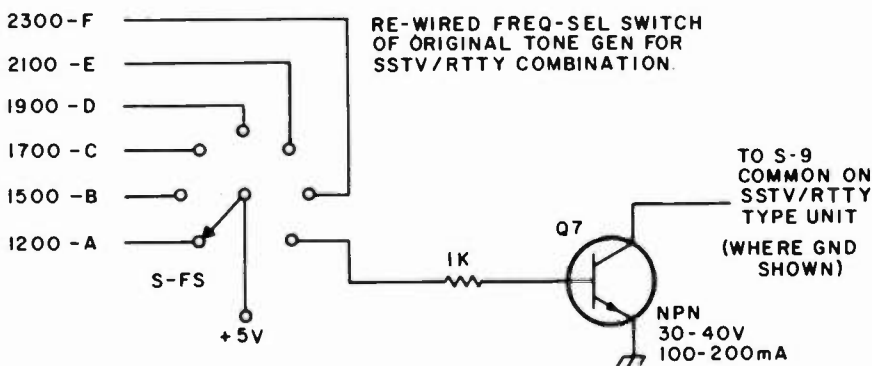 2300-F
2100-E
1900-D
1700-C
1500-B
1200-A
S-FS
+5V
RE-WIRED FREQ-SEL SWITCH
OF ORIGINAL TONE GEN FOR
SSTV/RTTY COMBINATION.
1K
Q7
TO S-9
COMMON ON
SSTV/RTTY
TYPE UNIT
(WHERE GND
SHOWN)
NPN
30-40V
100-200mA